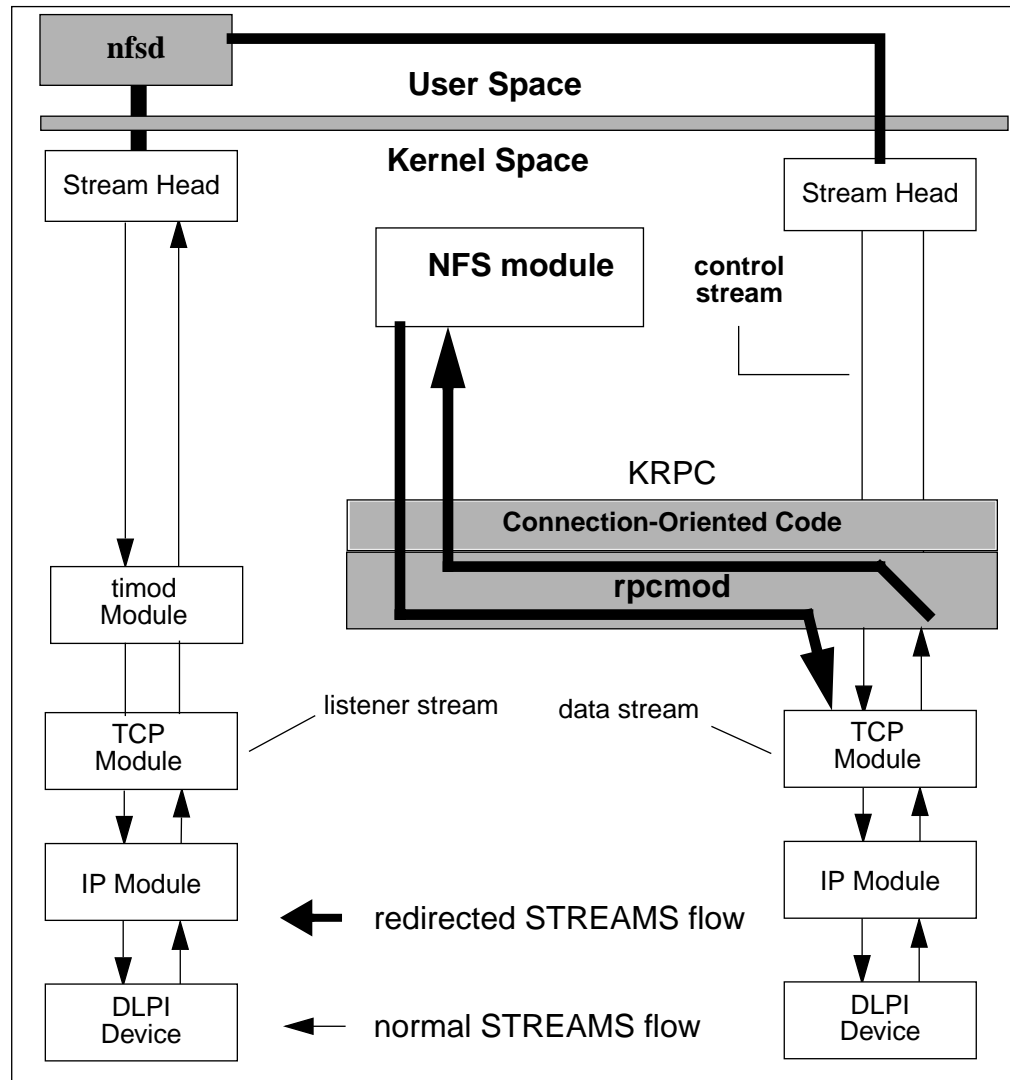 nfsd
User Space
Kernel Space
Stream Head
Stream Head
NFS module
control
stream
KRPC
Connection-Oriented Code
rpcmod
timod
Module
listener stream
data stream
TCP
Module
TCP
Module
IP Module
IP Module
redirected STREAMS flow
DLPI
Device
normal STREAMS flow
DLPI
Device